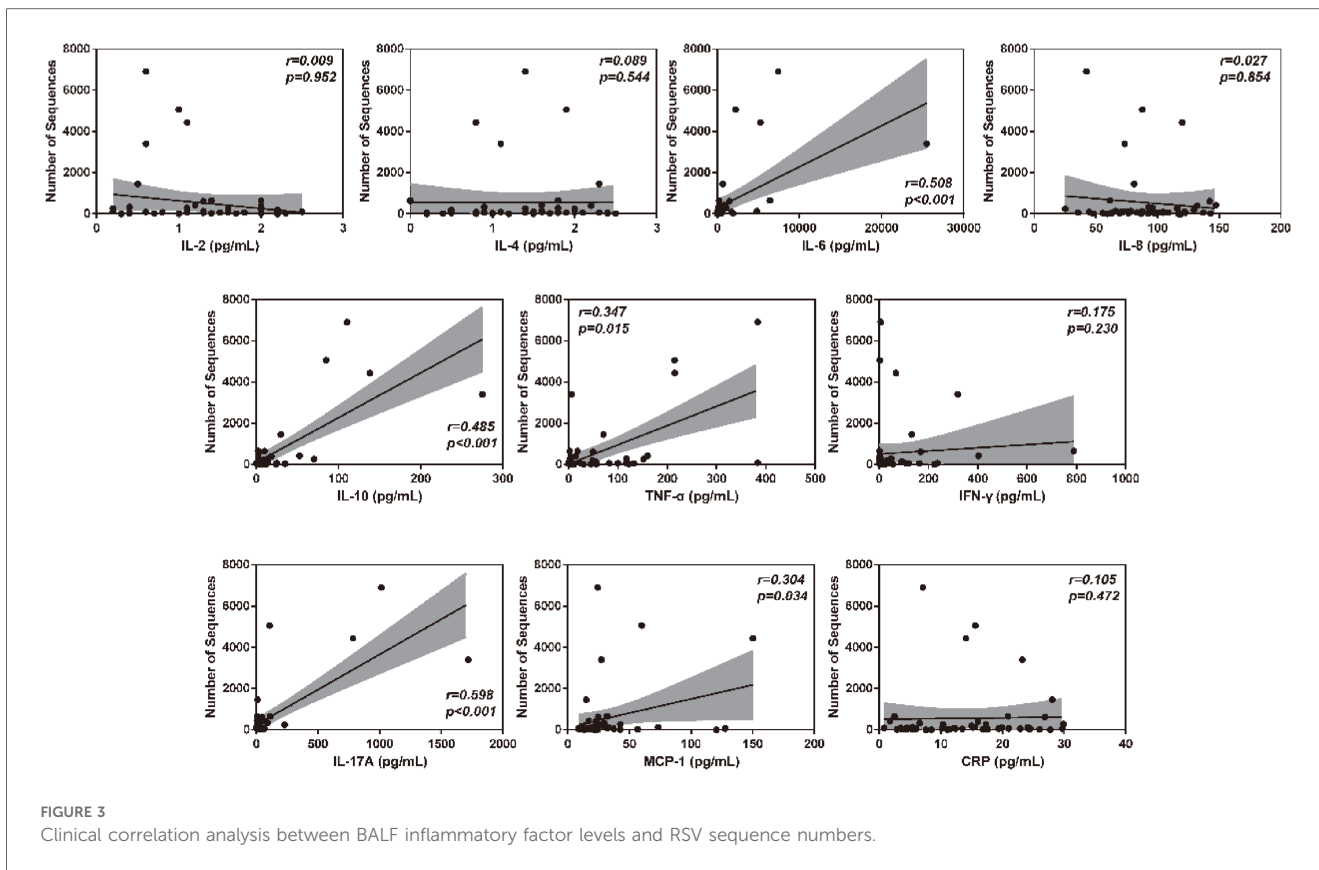 8000
6000
4000
2000
0
Number of Sequences
r=0.009
p=0.952
0 1 2 3
IL-2 (pg/mL)
8000
6000
4000
2000
0
Number of Sequences
r=0.089
p=0.544
0 1 2 3
IL-4 (pg/mL)
8000
6000
4000
2000
0
Number of Sequences
r=0.508
p<0.001
0 10000 20000 30000
IL-6 (pg/mL)
8000
6000
4000
2000
0
Number of Sequences
r=0.027
p=0.854
0 50 100 150 200
IL-8 (pg/mL)
8000
6000
4000
2000
0
Number of Sequences
r=0.485
p<0.001
0 100 200 300
IL-10 (pg/mL)
8000
6000
4000
2000
0
Number of Sequences
r=0.347
p=0.015
0 100 200 300 400 500
TNF-α (pg/mL)
8000
6000
4000
2000
0
Number of Sequences
r=0.175
p=0.230
0 200 400 600 800 1000
IFN-γ (pg/mL)
8000
6000
4000
2000
0
Number of Sequences
r=0.598
p<0.001
0 500 1000 1500 2000
IL-17A (pg/mL)
8000
6000
4000
2000
0
Number of Sequences
r=0.304
p=0.034
0 50 100 150 200
MCP-1 (pg/mL)
8000
6000
4000
2000
0
Number of Sequences
r=0.105
p=0.472
0 10 20 30 40
CRP (pg/mL)
FIGURE 3
Clinical correlation analysis between BALF inflammatory factor levels and RSV sequence numbers.